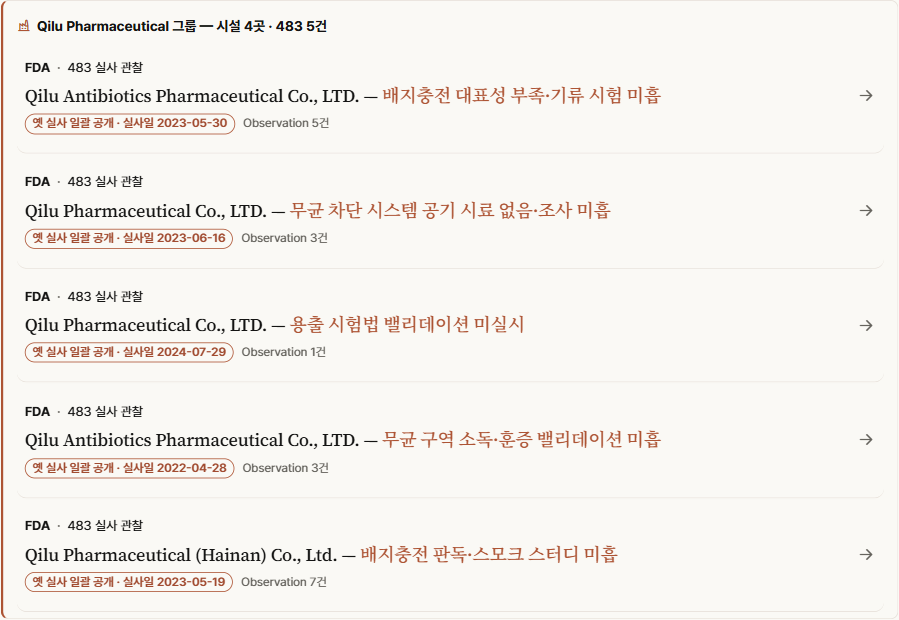 Qilu Pharmaceutical 그룹 — 시설 4곳 · 483 5건
FDA · 483 실사 관찰
Qilu Antibiotics Pharmaceutical Co., LTD. — 배지충전 대표성 부족·기류 시험 미흡
→
옛 실사 일괄 공개 · 실사일 2023-05-30 Observation 5건
FDA · 483 실사 관찰
Qilu Pharmaceutical Co., LTD. — 무균 차단 시스템 공기 시료 없음·조사 미흡
→
옛 실사 일괄 공개 · 실사일 2023-06-16 Observation 3건
FDA · 483 실사 관찰
Qilu Pharmaceutical Co., LTD. — 용출 시험법 밸리데이션 미실시
→
옛 실사 일괄 공개 · 실사일 2024-07-29 Observation 1건
FDA · 483 실사 관찰
Qilu Antibiotics Pharmaceutical Co., LTD. — 무균 구역 소독·훈증 밸리데이션 미흡
→
옛 실사 일괄 공개 · 실사일 2022-04-28 Observation 3건
FDA · 483 실사 관찰
Qilu Pharmaceutical (Hainan) Co., Ltd. — 배지충전 판독·스모크 스터디 미흡
→
옛 실사 일괄 공개 · 실사일 2023-05-19 Observation 7건